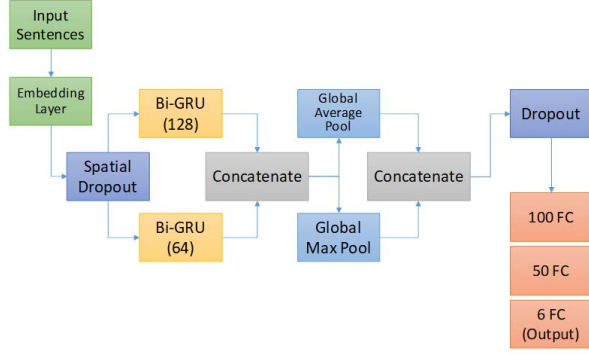 Input
Sentences
Embedding
Layer
Spatial
Dropout
Bi-GRU
(128)
Bi-GRU
(64)
Concatenate
Global
Average
Pool
Global
Max Pool
Concatenate
Dropout
100 FC
50 FC
6 FC
(Output)